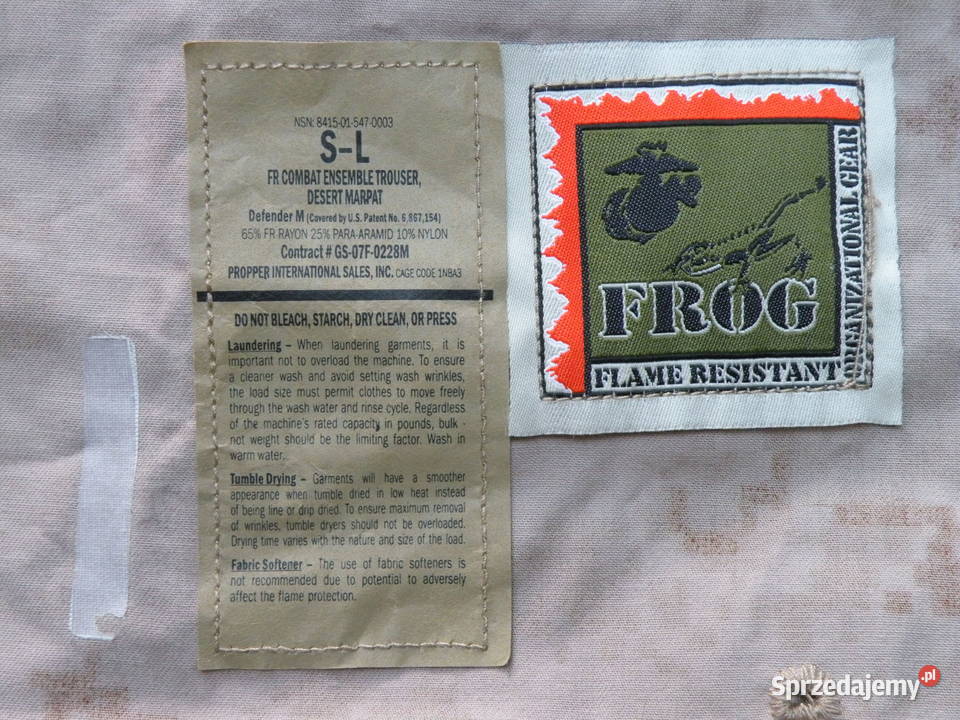 NSN: 8415-01-547-0003
S-L
FR COMBAT ENSEMBLE TROUSER,
DESERT MARPAT
Defender M (Covered by U.S. Patent No. 6,867,154)
65% FR RAYON 25% PARA-ARAMID 10% NYLON
Contract # GS-07F-0228M
PROPPER INTERNATIONAL SALES, INC. CAGE CODE 1NBA3
DO NOT BLEACH, STARCH, DRY CLEAN, OR PRESS
Laundering – When laundering garments, it is
important not to overload the machine. To ensure
a cleaner wash and avoid setting wash wrinkles,
the load size must permit clothes to move freely
through the wash water and rinse cycle. Regardless
of the machine's rated capacity in pounds, bulk -
not weight should be the limiting factor. Wash in
warm water.
Tumble Drying – Garments will have a smoother
appearance when tumble dried in low heat instead
of being line or drip dried. To ensure maximum removal
of wrinkles, tumble dryers should not be overloaded.
Drying time varies with the nature and size of the load.
Fabric Softener – The use of fabric softeners is
not recommended due to potential to adversely
affect the flame protection.
FROG
FLAME RESISTANT
ORGANIZATIONAL GEAR
Sprzedajemy.pl